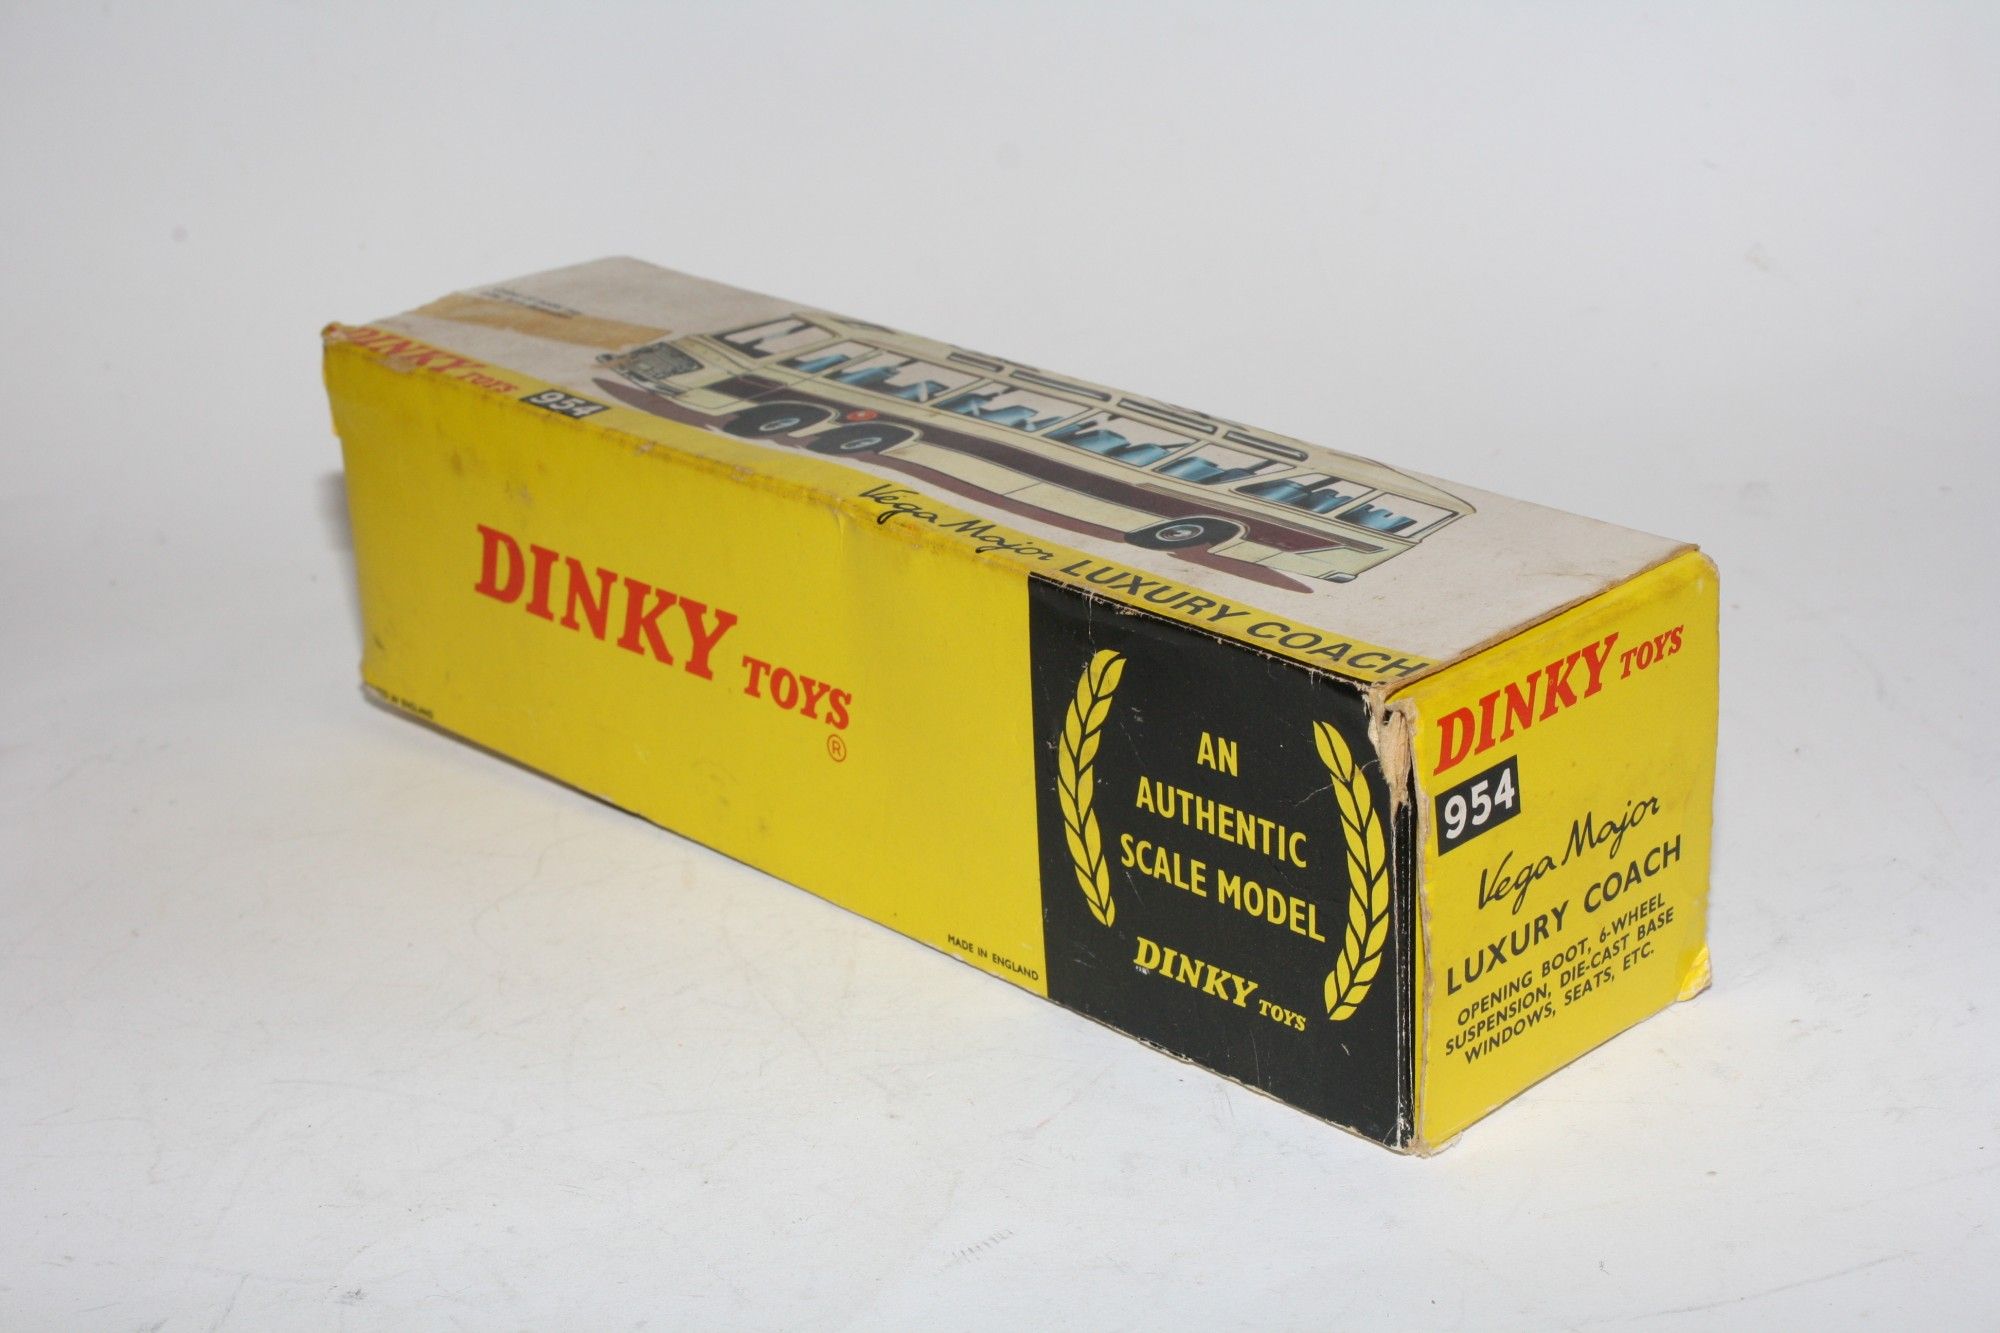 DINKY TOYS
954
Vega Major LUXURY COACH
DINKY TOYS
®
MADE IN ENGLAND
AN
AUTHENTIC
SCALE MODEL
DINKY TOYS
DINKY TOYS
954
Vega Major
LUXURY COACH
OPENING BOOT, 6-WHEEL
SUSPENSION, DIE-CAST BASE
WINDOWS, SEATS, ETC.